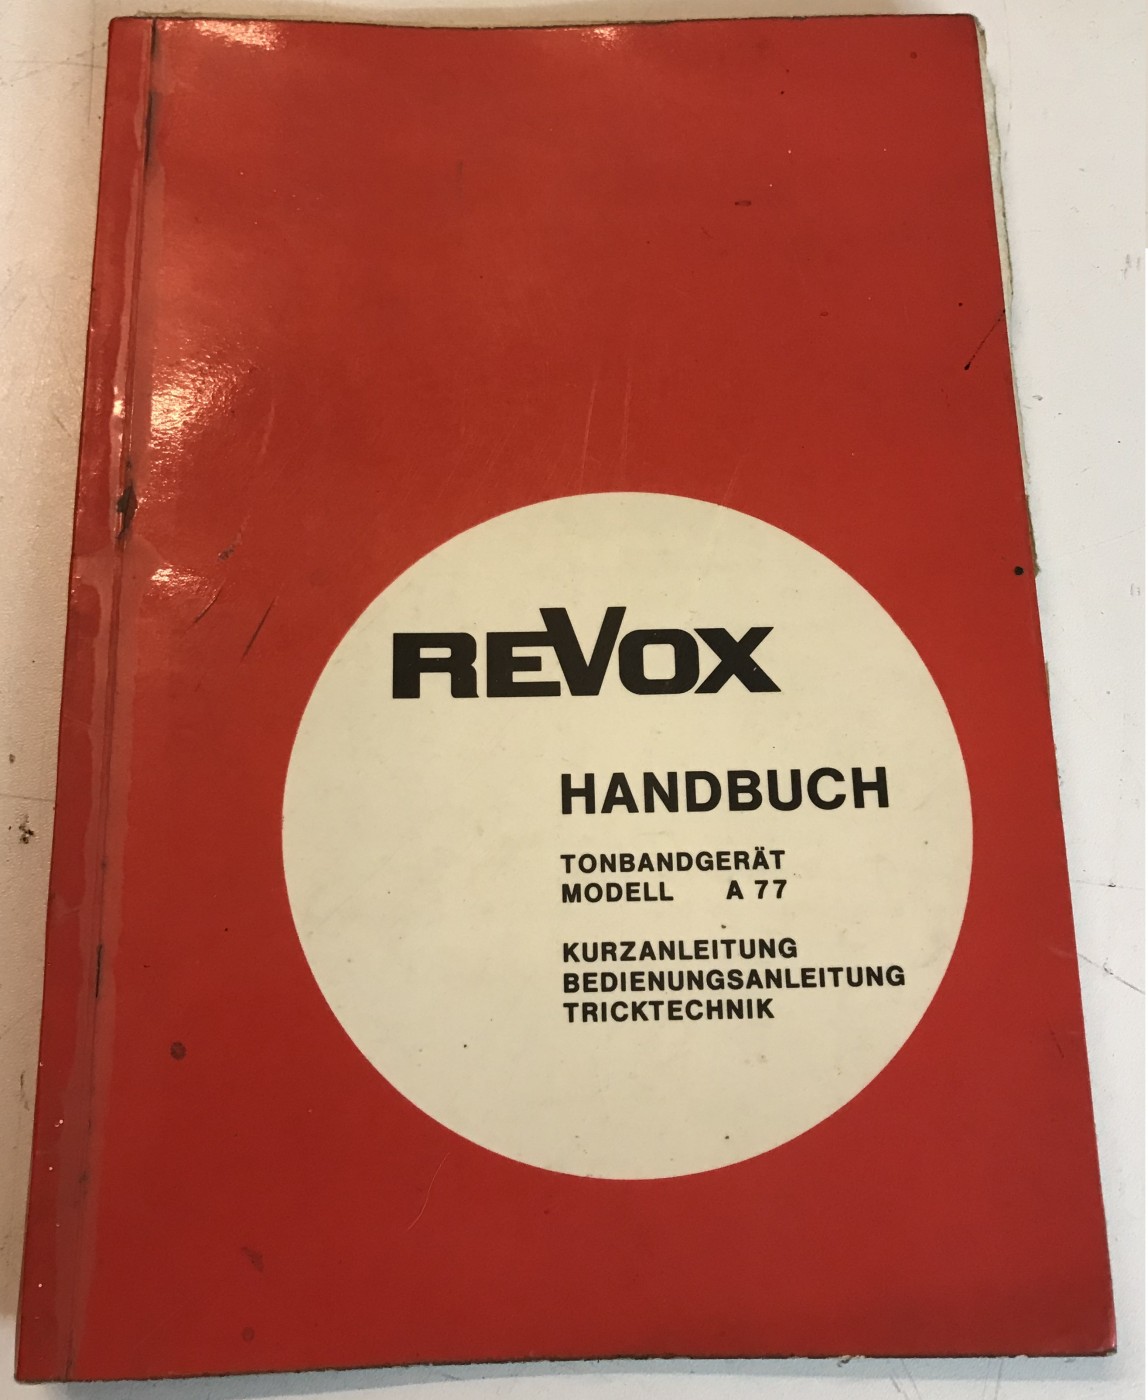 REVOX
HANDBUCH
TONBANDGERÄT
MODELL A 77
KURZANLEITUNG
BEDIENUNGSANLEITUNG
TRICKTECHNIK